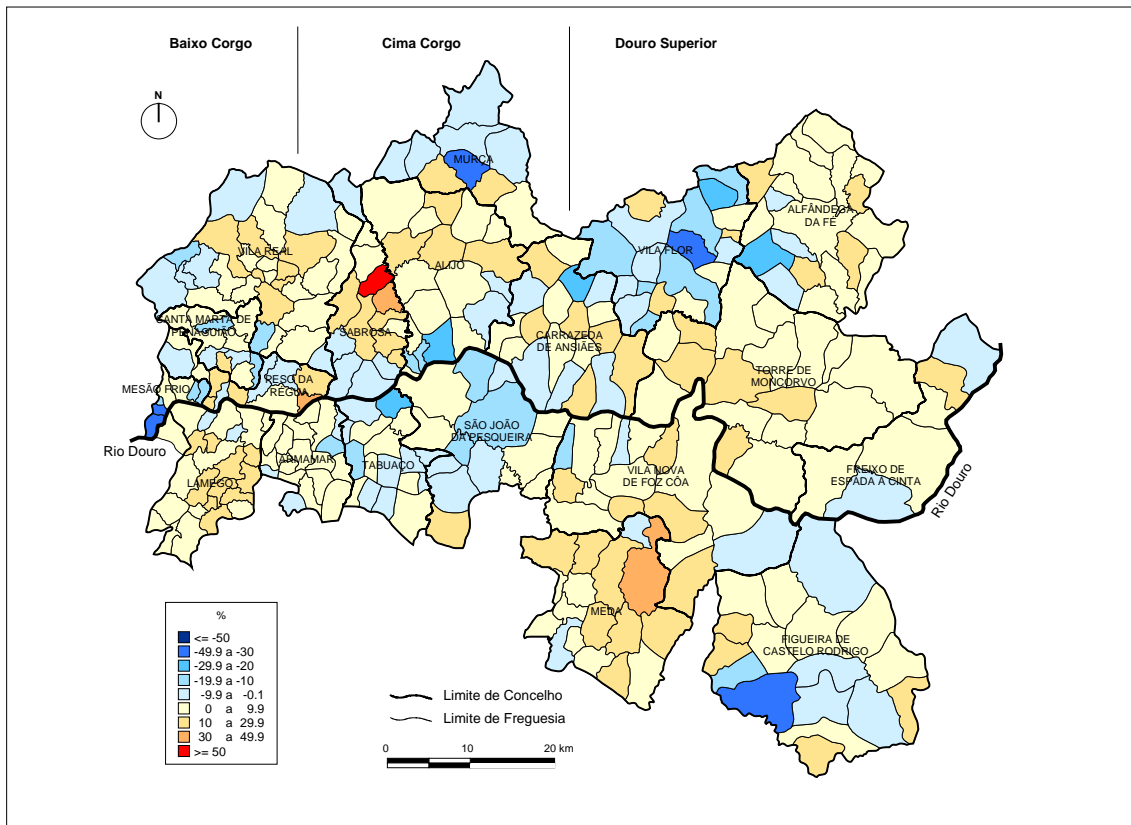 Baixo Corgo
Cima Corgo
Douro Superior
N
MURÇA
ALFÂNDEGA
DA FÉ
VILA REAL
VILA FLOR
ALIJÓ
SANTA MARTA DE
PENAGUIÃO
SABROSA
CARRAZEDA
DE ANSIÃES
TORRE DE
MONCORVO
MESÃO FRIO
PESO DA
RÉGUA
SÃO JOÃO
DA PESQUEIRA
Rio Douro
ARMAMAR
TABUAÇO
VILA NOVA
DE FOZ CÔA
FREIXO DE
ESPADA À CINTA
LAMEGO
Rio Douro
MEDA
FIGUEIRA DE
CASTELO RODRIGO
%
<= -50
-49.9 a -30
-29.9 a -20
-19.9 a -10
-9.9 a -0.1
0 a 9.9
10 a 29.9
30 a 49.9
>= 50
Limite de Concelho
Limite de Freguesia
0 10 20 km